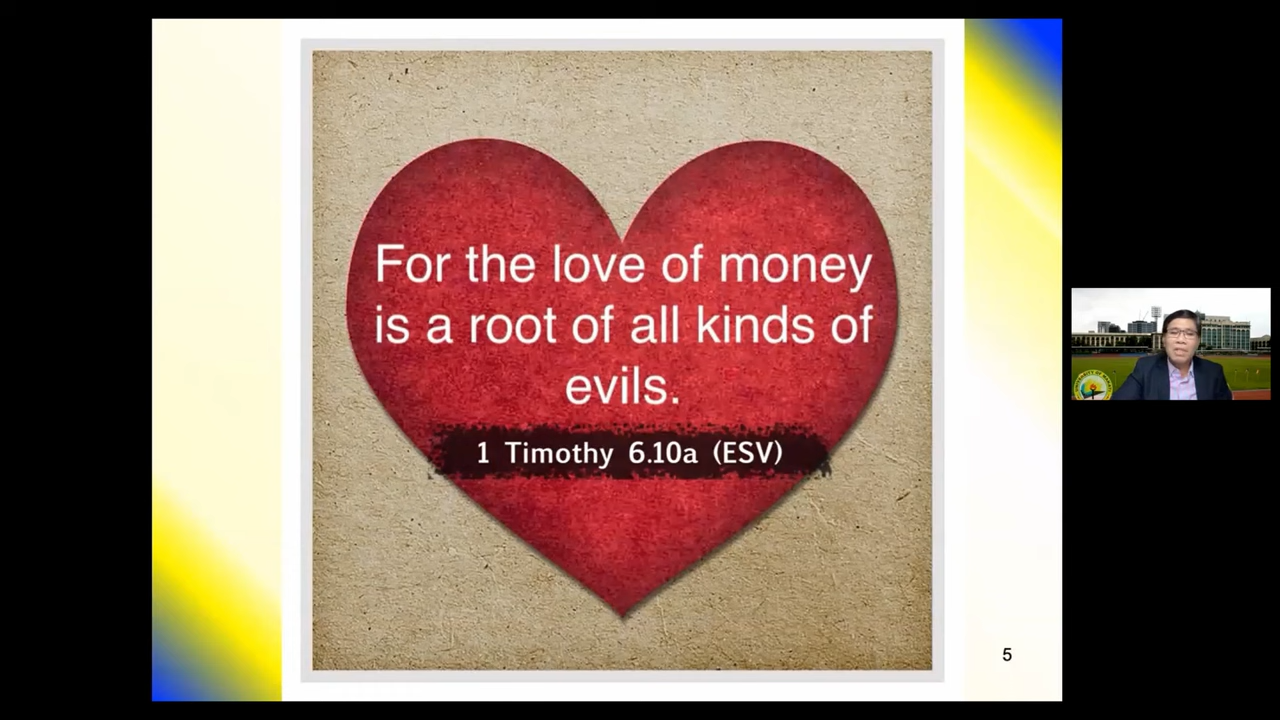 For the love of money
is a root of all kinds of
evils.
1 Timothy 6.10a (ESV)
5